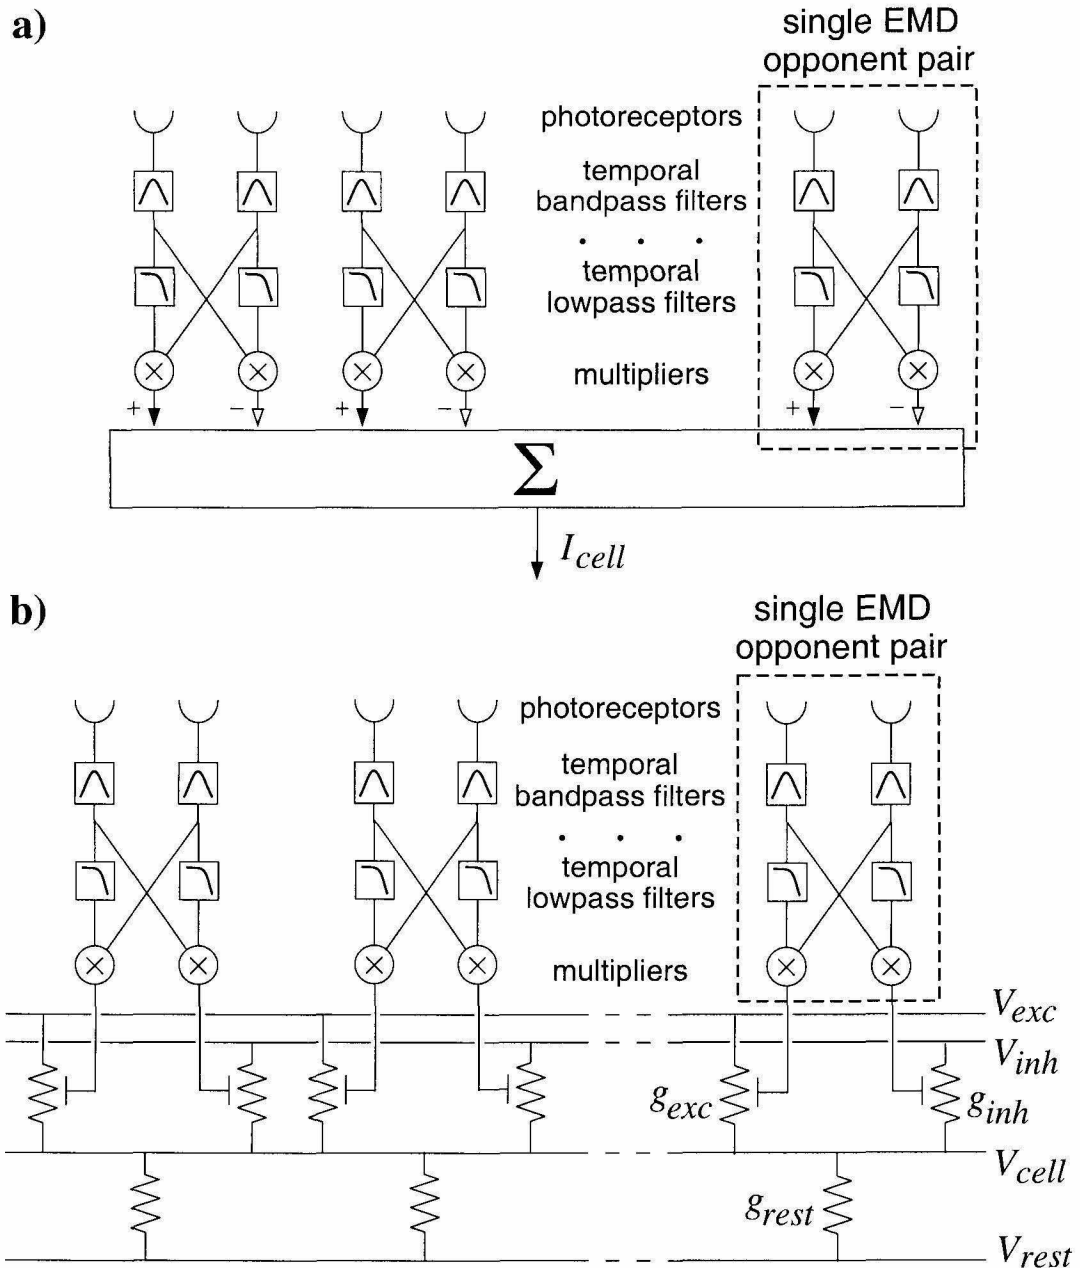 a)
single EMD
opponent pair
photoreceptors
temporal
bandpass filters
. . .
temporal
lowpass filters
multipliers
+ − + − + −
Σ
I_cell
b)
single EMD
opponent pair
photoreceptors
temporal
bandpass filters
. . .
temporal
lowpass filters
multipliers
V_exc
V_inh
g_exc
g_inh
V_cell
g_rest
V_rest